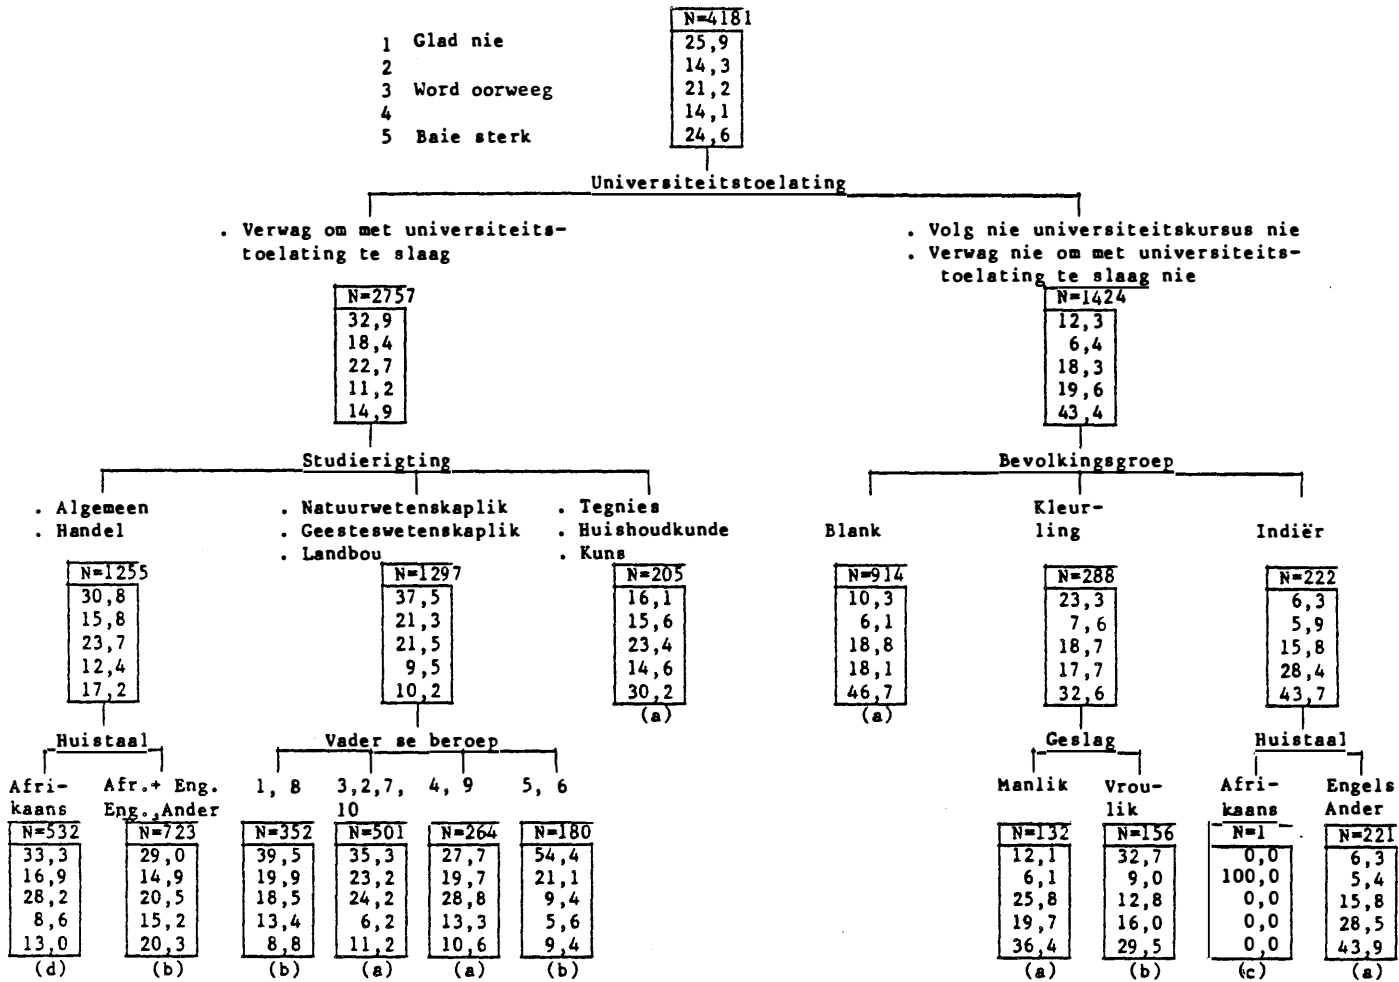 N=4181
1 Glad nie
25,9
2
14,3
3 Word oorweeg
21,2
4
14,1
5 Baie sterk
24,6
Universiteitstoelating
. Verwag om met universiteits-
toelating te slaag
. Volg nie universiteitskursus nie
. Verwag nie om met universiteits-
toelating te slaag nie
N=2757
32,9
18,4
22,7
11,2
14,9
N=1424
12,3
6,4
18,3
19,6
43,4
Studierigting
Bevolkingsgroep
. Algemeen
. Handel
. Natuurwetenskaplik
. Geesteswetenskaplik
. Landbou
. Tegnies
. Huishoudkunde
. Kuns
Blank
Kleur-
ling
Indiër
N=1255
30,8
15,8
23,7
12,4
17,2
N=1297
37,5
21,3
21,5
9,5
10,2
N=205
16,1
15,6
23,4
14,6
30,2
(a)
N=914
10,3
6,1
18,8
18,1
46,7
(a)
N=288
23,3
7,6
18,7
17,7
32,6
N=222
6,3
5,9
15,8
28,4
43,7
Huistaal
Vader se beroep
Geslag
Huistaal
Afri-
kaans
N=532
33,3
16,9
28,2
8,6
13,0
(d)
Afr.+ Eng.
Eng.,Ander
N=723
29,0
14,9
20,5
15,2
20,3
(b)
1, 8
N=352
39,5
19,9
18,5
13,4
8,8
(b)
3,2,7,
10
N=501
35,3
23,2
24,2
6,2
11,2
(a)
4, 9
N=264
27,7
19,7
28,8
13,3
10,6
(a)
5, 6
N=180
54,4
21,1
9,4
5,6
9,4
(b)
Manlik
N=132
12,1
6,1
25,8
19,7
36,4
(a)
Vrou-
lik
N=156
32,7
9,0
12,8
16,0
29,5
(b)
Afri-
kaans
N=1
0,0
100,0
0,0
0,0
0,0
(c)
Engels
Ander
N=221
6,3
5,4
15,8
28,5
43,9
(a)